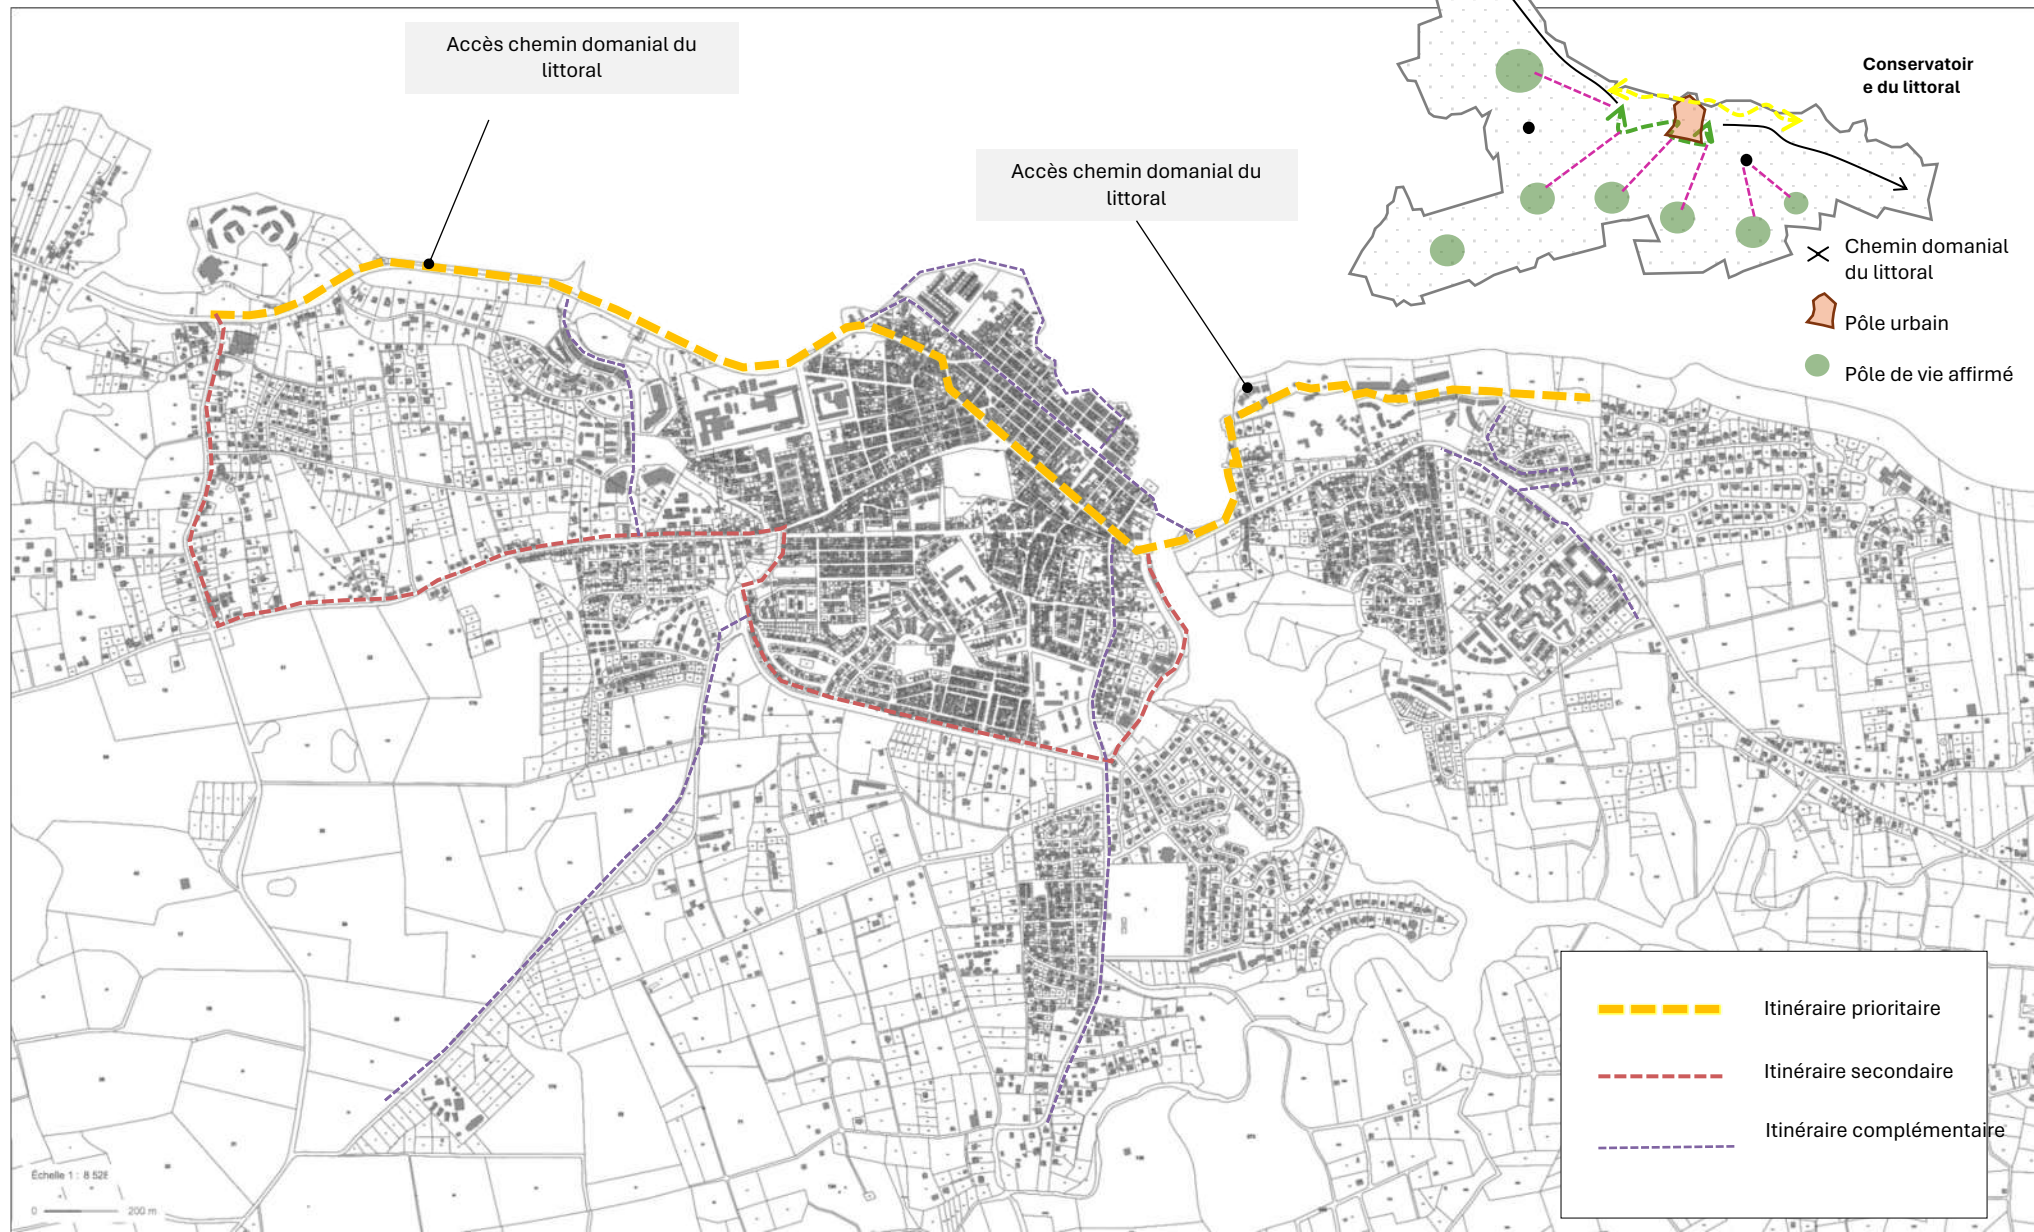 Accès chemin domanial du
littoral
Accès chemin domanial du
littoral
Conservatoir
e du littoral
Chemin domanial
du littoral
Pôle urbain
Pôle de vie affirmé
Itinéraire prioritaire
Itinéraire secondaire
Itinéraire complémentaire
Échelle 1 : 8 528
0 200 m